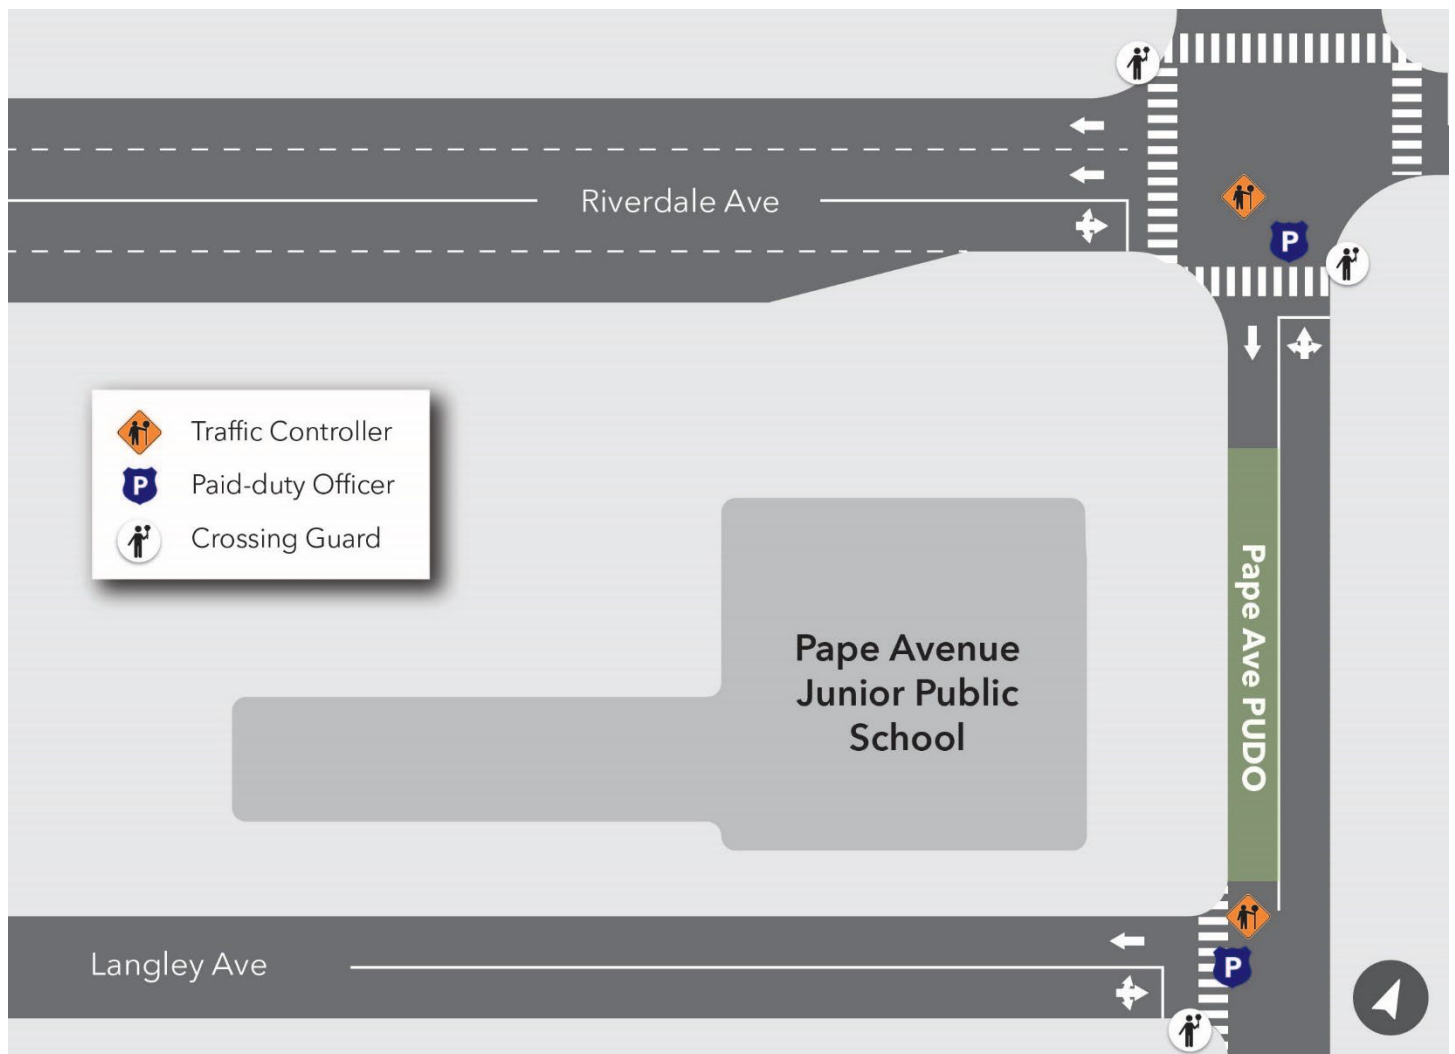 Riverdale Ave
P
Traffic Controller
P
Paid-duty Officer
Crossing Guard
Pape Ave PUDO
Pape Avenue
Junior Public
School
Langley Ave
P